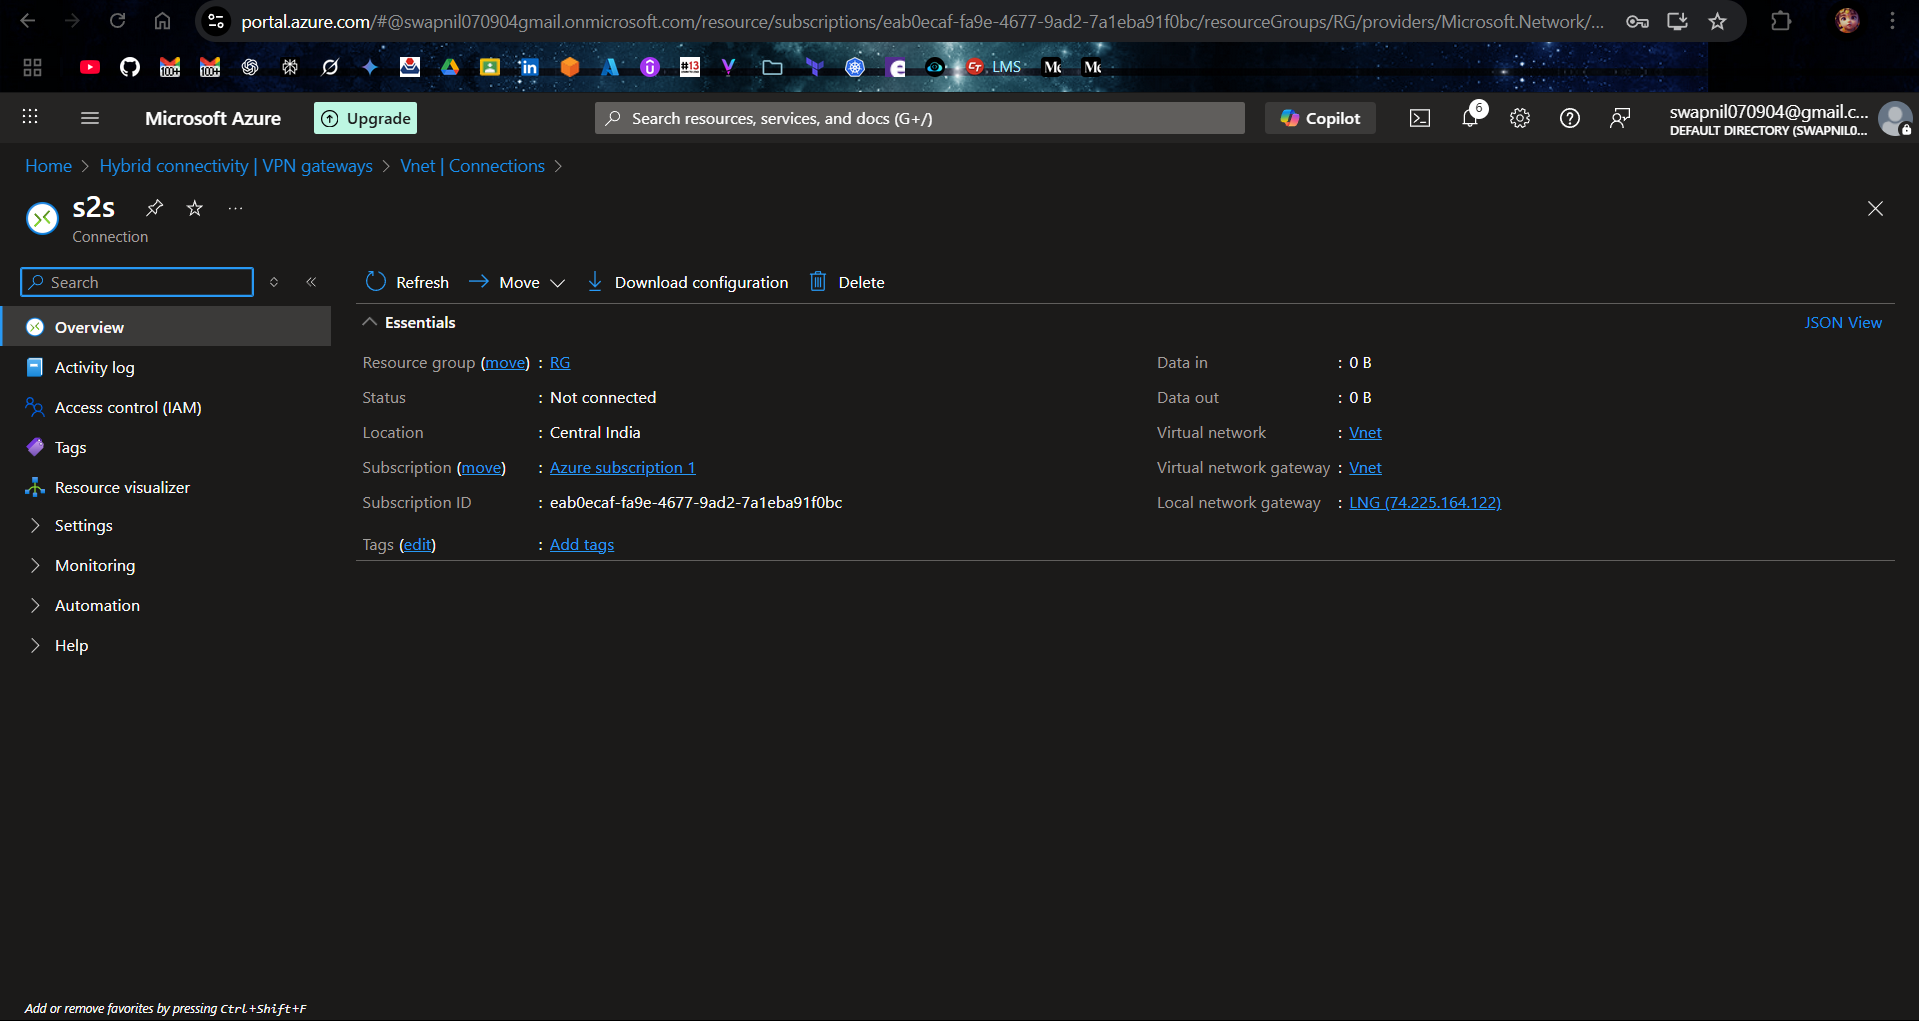 portal.azure.com/#@swapnil070904gmail.onmicrosoft.com/resource/subscriptions/eab0ecaf-fa9e-4677-9ad2-7a1eba91f0bc/resourceGroups/RG/providers/Microsoft.Network/...
100+ 100+ #13 LMS
Microsoft Azure
Upgrade
Search resources, services, and docs (G+/)
Copilot
6
swapnil070904@gmail.c...
DEFAULT DIRECTORY (SWAPNIL0...
Home > Hybrid connectivity | VPN gateways > Vnet | Connections >
s2s
Connection
Search
Overview
Activity log
Access control (IAM)
Tags
Resource visualizer
Settings
Monitoring
Automation
Help
Refresh
Move
Download configuration
Delete
Essentials
JSON View
Resource group (move) : RG
Status : Not connected
Location : Central India
Subscription (move) : Azure subscription 1
Subscription ID : eab0ecaf-fa9e-4677-9ad2-7a1eba91f0bc
Tags (edit) : Add tags
Data in : 0 B
Data out : 0 B
Virtual network : Vnet
Virtual network gateway : Vnet
Local network gateway : LNG (74.225.164.122)
Add or remove favorites by pressing Ctrl+Shift+F